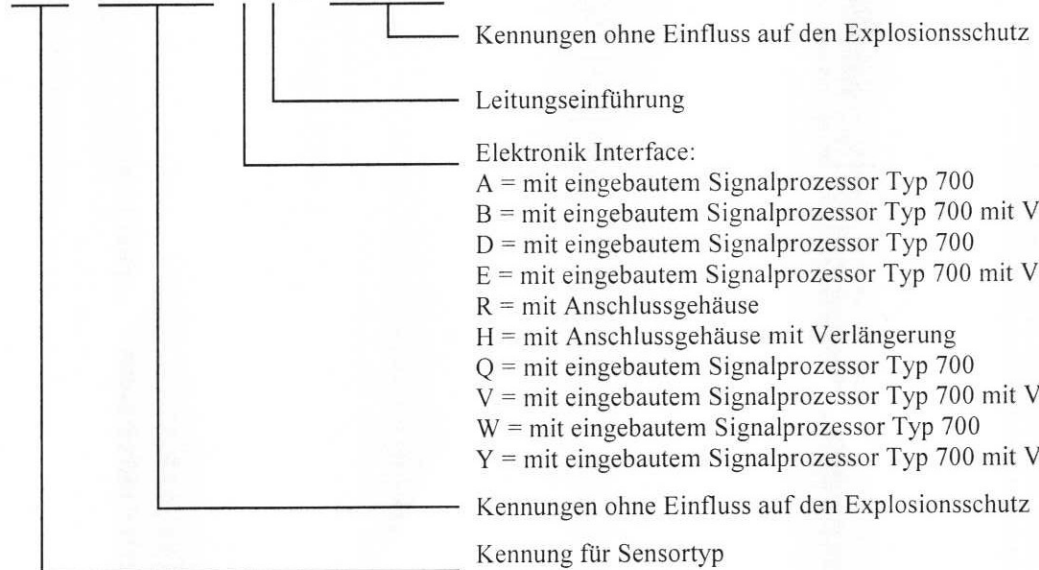 Kennungen ohne Einfluss auf den Explosionsschutz
Leitungseinführung
Elektronik Interface:
A = mit eingebautem Signalprozessor Typ 700
B = mit eingebautem Signalprozessor Typ 700 mit V
D = mit eingebautem Signalprozessor Typ 700
E = mit eingebautem Signalprozessor Typ 700 mit V
R = mit Anschlussgehäuse
H = mit Anschlussgehäuse mit Verlängerung
Q = mit eingebautem Signalprozessor Typ 700
V = mit eingebautem Signalprozessor Typ 700 mit V
W = mit eingebautem Signalprozessor Typ 700
Y = mit eingebautem Signalprozessor Typ 700 mit V
Kennungen ohne Einfluss auf den Explosionsschutz
Kennung für Sensortyp